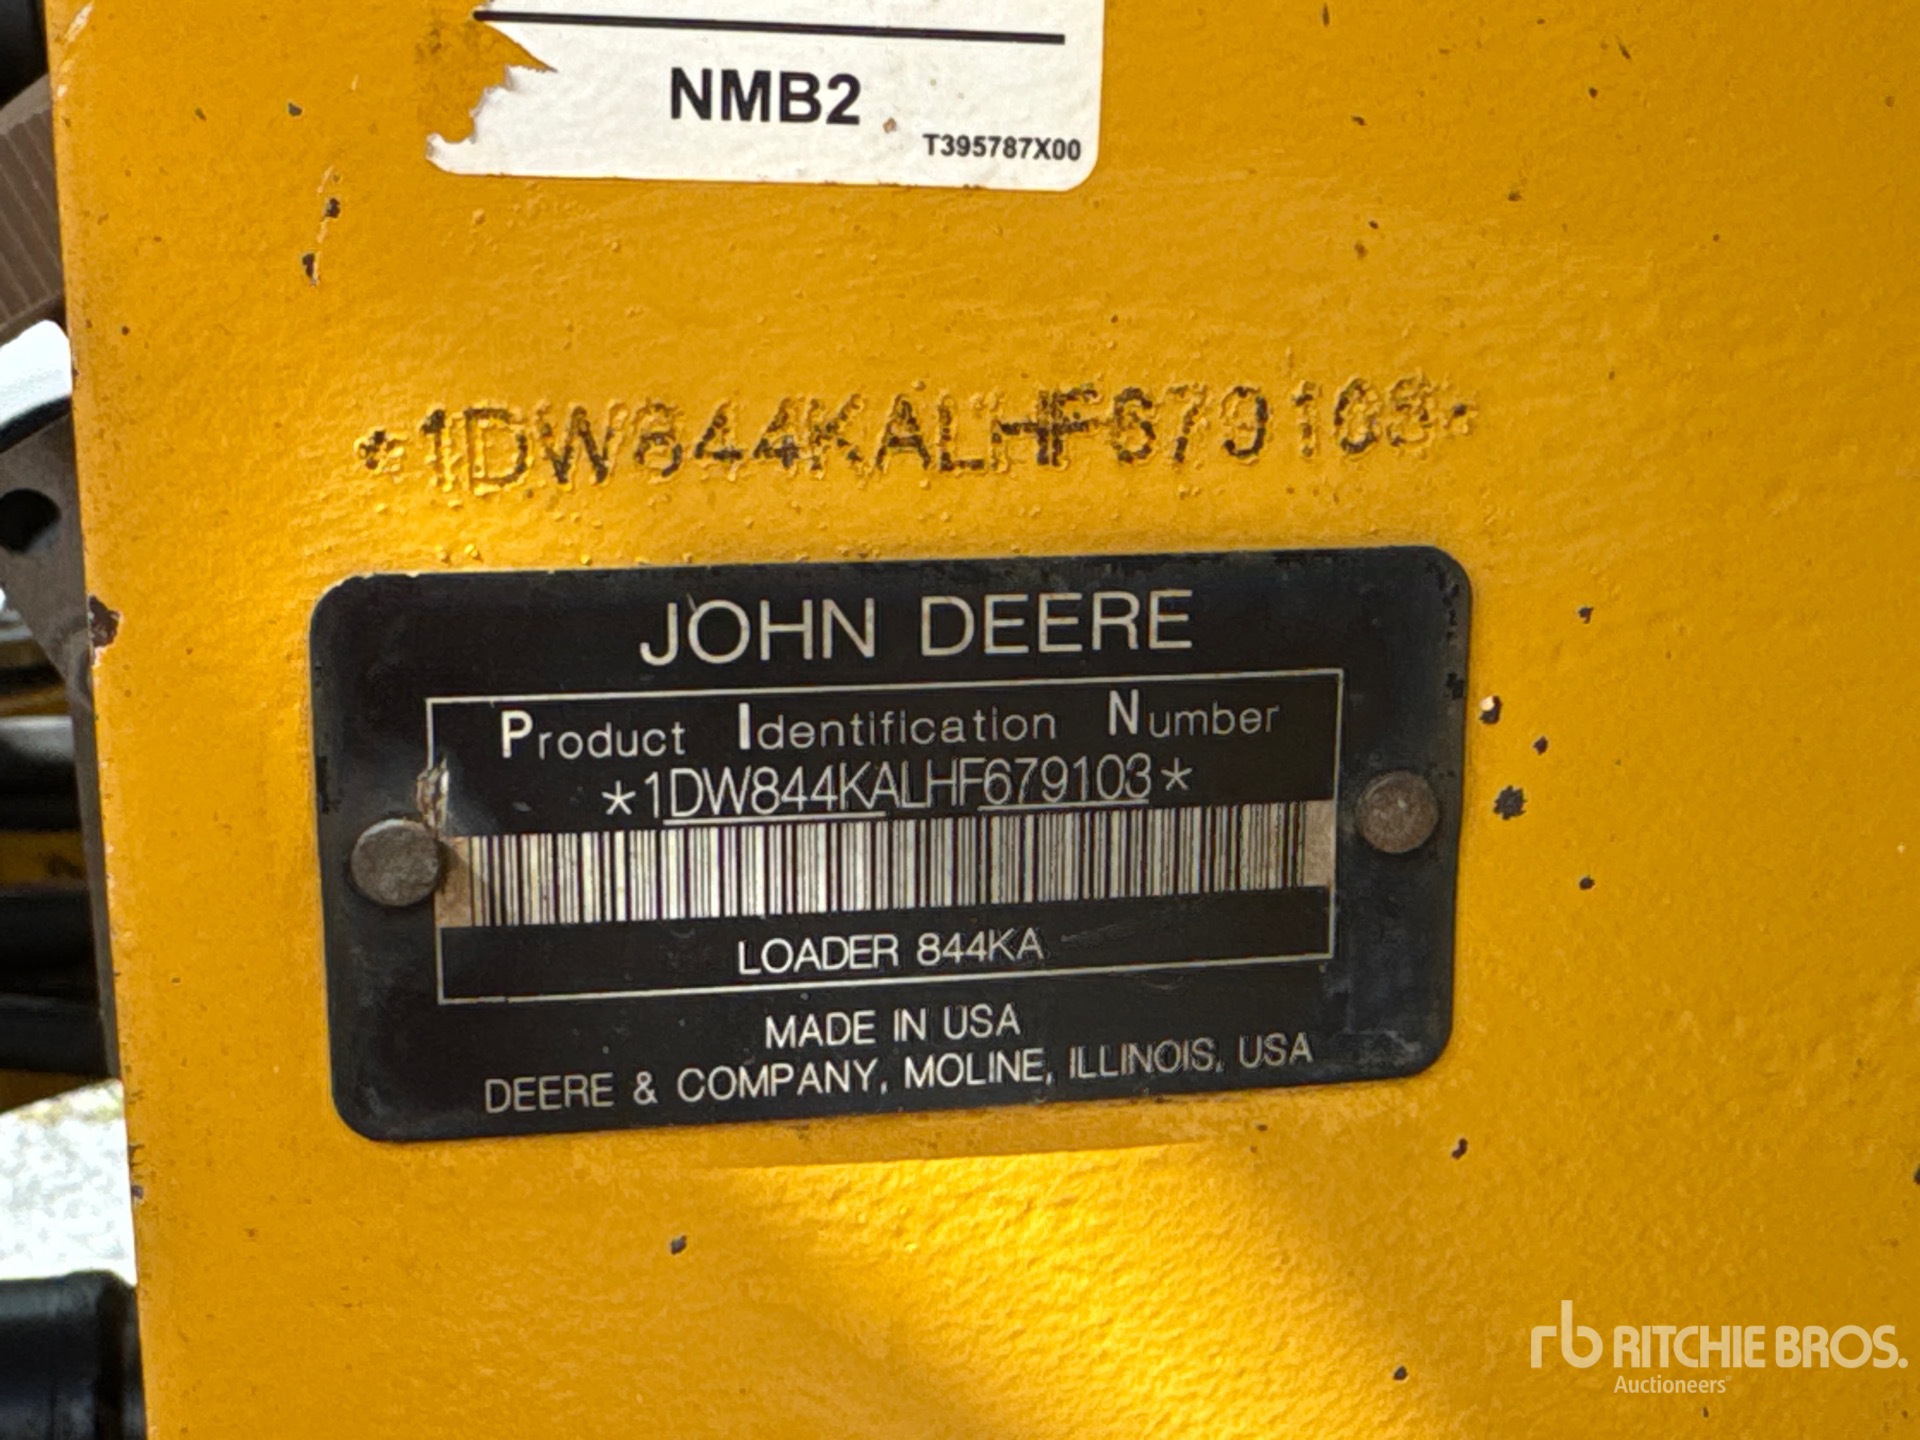 NMB2
T395787X00
*1DW844KALHF679103*
JOHN DEERE
Product Identification Number
*1DW844KALHF679103*
LOADER 844KA
MADE IN USA
DEERE & COMPANY, MOLINE, ILLINOIS, USA
rb RITCHIE BROS.
Auctioneers